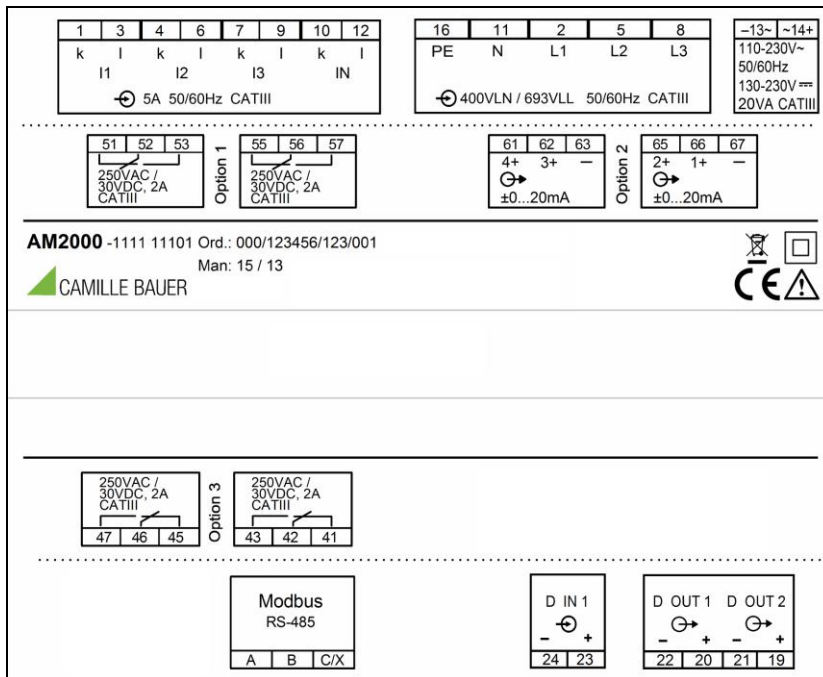 1 3 4 6 7 9 10 12
k l k l k l k l
I1 I2 I3 IN
5A 50/60Hz CATIII
16 11 2 5 8
PE N L1 L2 L3
400VLN / 693VLL 50/60Hz CATIII
–13~ ~14+
110-230V~
50/60Hz
130-230V⎓
20VA CATIII
51 52 53
250VAC /
30VDC, 2A
CATIII
Option 1
55 56 57
250VAC /
30VDC, 2A
CATIII
61 62 63
4+ 3+ –
±0...20mA
Option 2
65 66 67
2+ 1+ –
±0...20mA
AM2000 -1111 11101 Ord.: 000/123456/123/001
Man: 15 / 13
CAMILLE BAUER
CE
250VAC /
30VDC, 2A
CATIII
47 46 45
Option 3
250VAC /
30VDC, 2A
CATIII
43 42 41
Modbus
RS-485
A B C/X
D IN 1
– +
24 23
D OUT 1 D OUT 2
– + – +
22 20 21 19